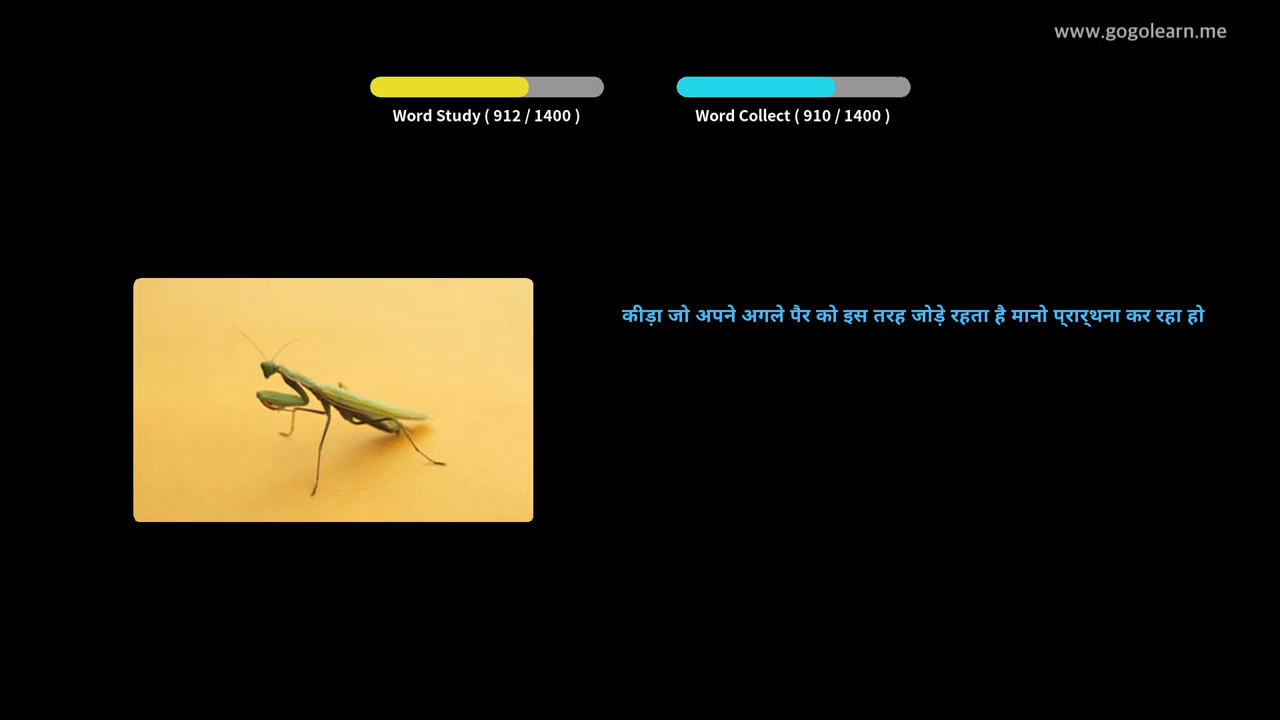 www.gogolearn.me
Word Study ( 912 / 1400 )
Word Collect ( 910 / 1400 )
कीड़ा जो अपने अगले पैर को इस तरह जोड़े रहता है मानो प्रार्थना कर रहा हो